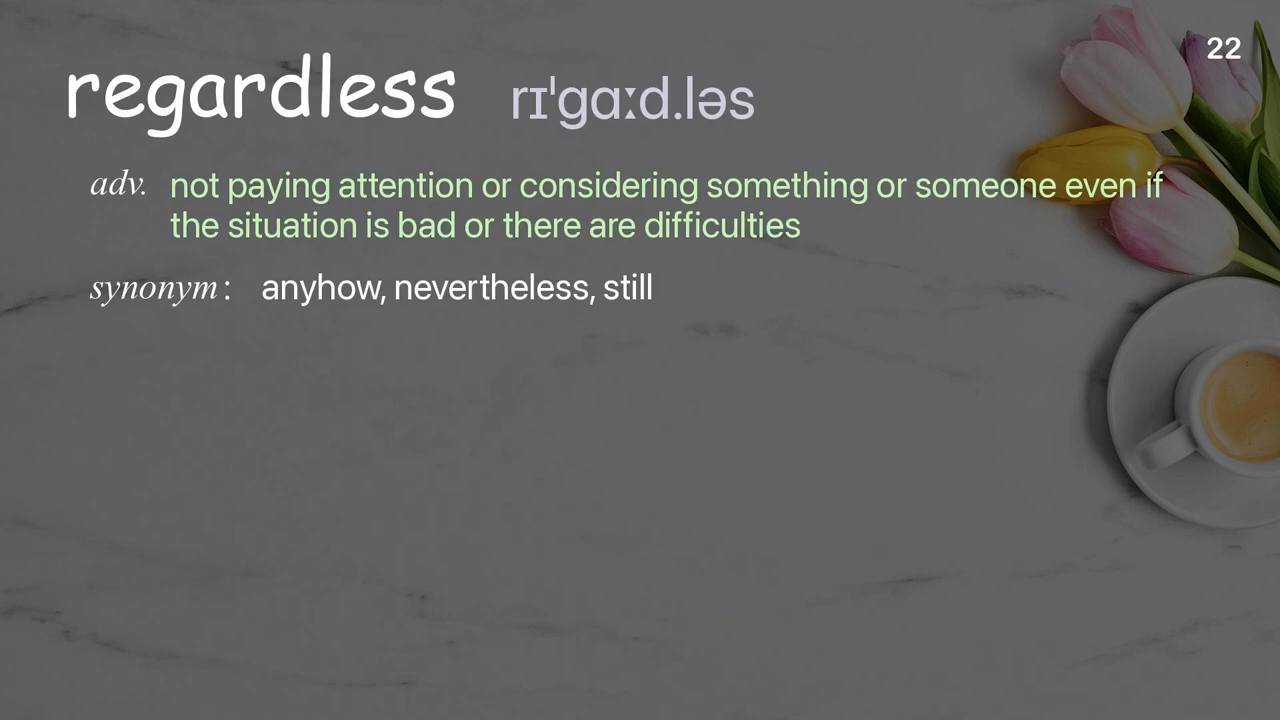 22
regardless rɪˈɡɑːd.ləs
adv. not paying attention or considering something or someone even if
the situation is bad or there are difficulties
synonym: anyhow, nevertheless, still